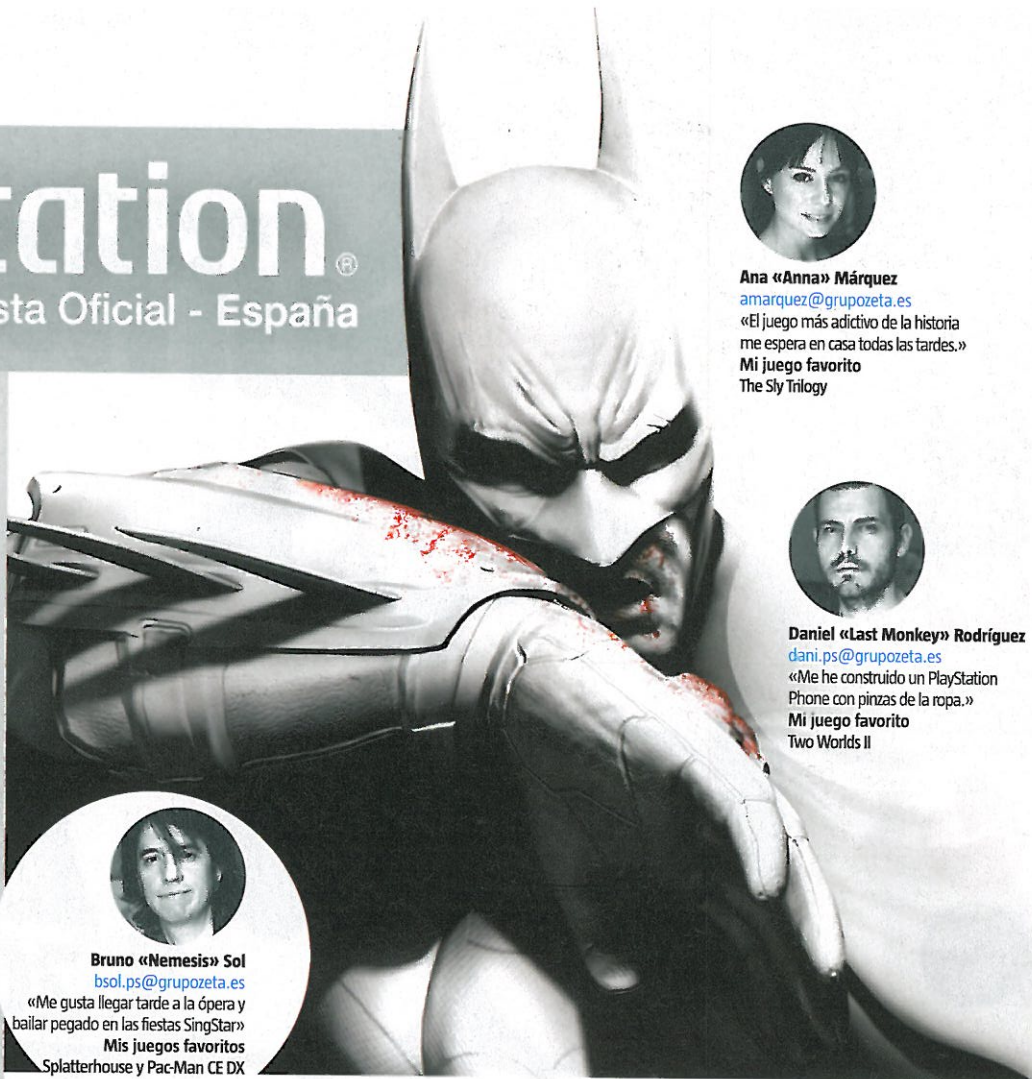 tation®
sta Oficial - España
Ana «Anna» Márquez
amarquez@grupozeta.es
«El juego más adictivo de la historia
me espera en casa todas las tardes.»
Mi juego favorito
The Sly Trilogy
Daniel «Last Monkey» Rodríguez
dani.ps@grupozeta.es
«Me he construido un PlayStation
Phone con pinzas de la ropa.»
Mi juego favorito
Two Worlds II
Bruno «Nemesis» Sol
bsol.ps@grupozeta.es
«Me gusta llegar tarde a la ópera y
bailar pegado en las fiestas SingStar»
Mis juegos favoritos
Splatterhouse y Pac-Man CE DX